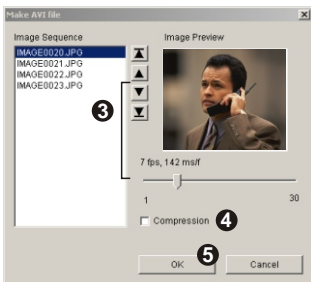 Make AVI file
Image Sequence
Image Preview
IMAGE0020.JPG
IMAGE0021.JPG
IMAGE0022.JPG
IMAGE0023.JPG
3
7 fps, 142 ms/f
1
30
Compression
4
5
OK
Cancel